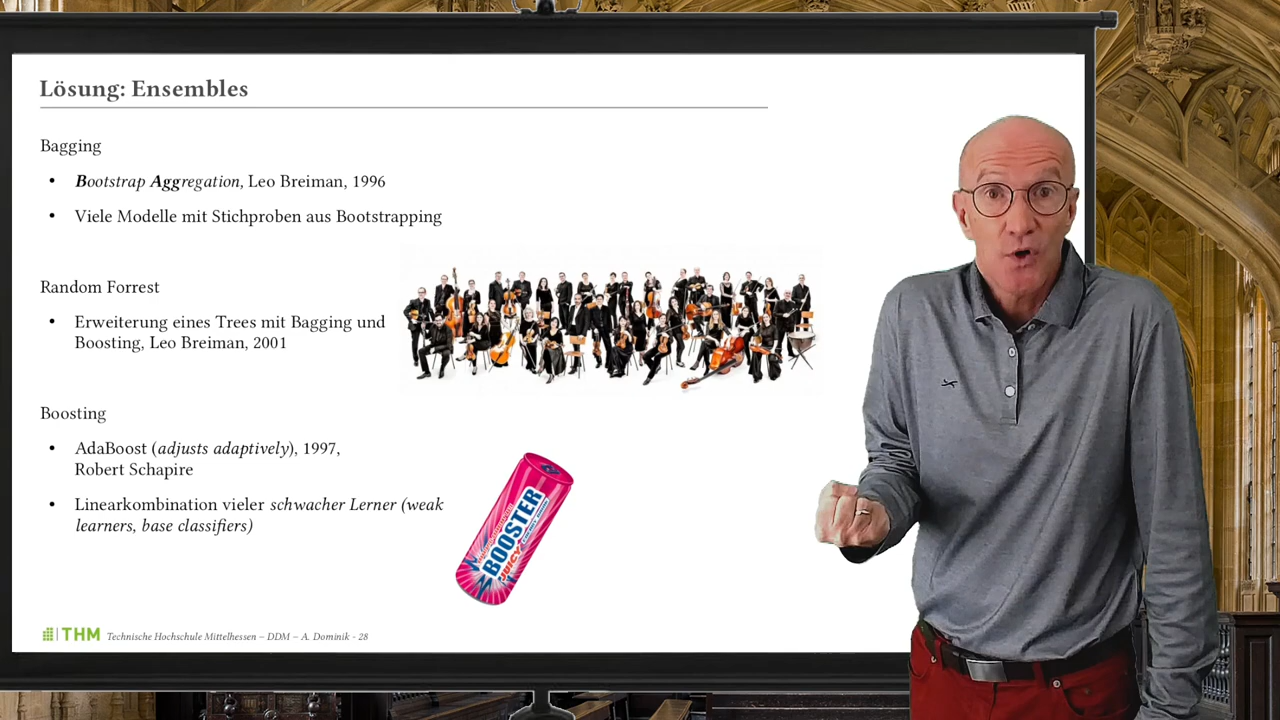 Lösung: Ensembles
Bagging
• Bootstrap Aggregation, Leo Breiman, 1996
• Viele Modelle mit Stichproben aus Bootstrapping
Random Forrest
• Erweiterung eines Trees mit Bagging und
Boosting, Leo Breiman, 2001
Boosting
• AdaBoost (adjusts adaptively), 1997,
Robert Schapire
• Linearkombination vieler schwacher Lerner (weak
learners, base classifiers)
BOOSTER
JUICY
THM Technische Hochschule Mittelhessen – DDM – A. Dominik - 28